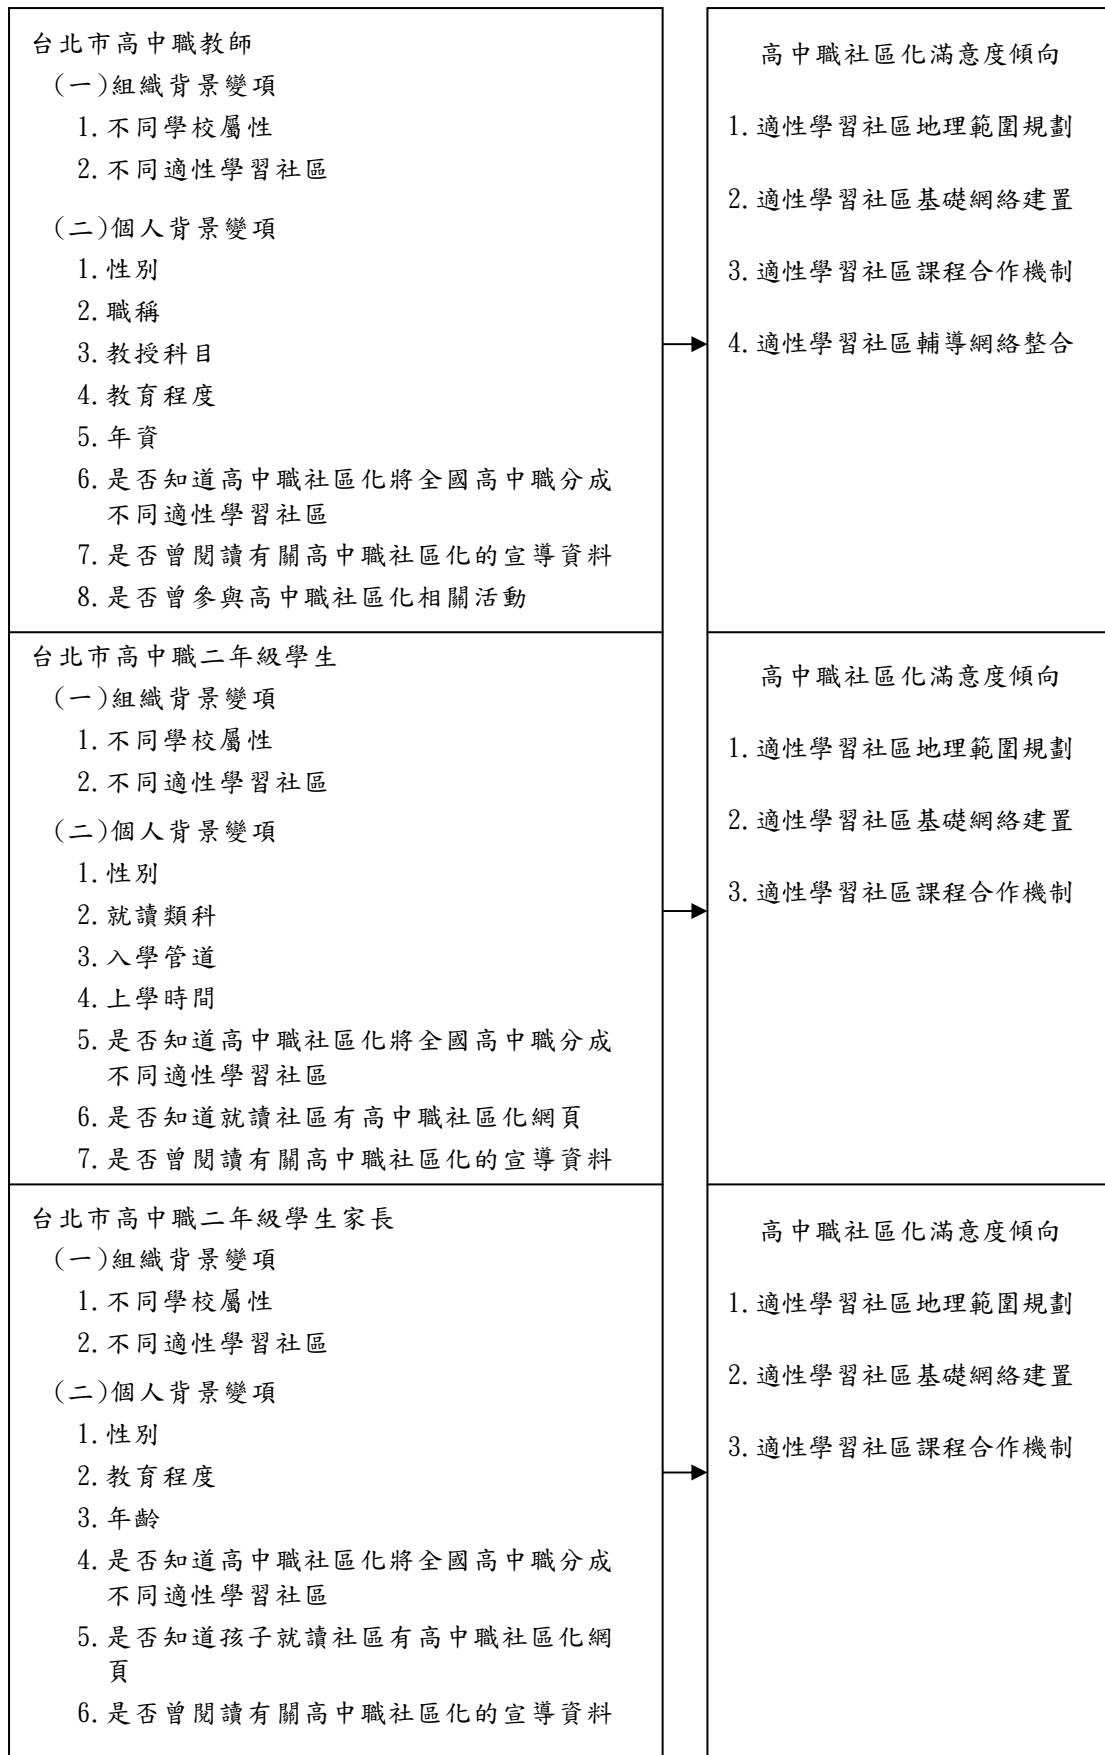 台北市高中職教師
(一)組織背景變項
1.不同學校屬性
2.不同適性學習社區
(二)個人背景變項
1.性別
2.職稱
3.教授科目
4.教育程度
5.年資
6.是否知道高中職社區化將全國高中職分成
不同適性學習社區
7.是否曾閱讀有關高中職社區化的宣導資料
8.是否曾參與高中職社區化相關活動
高中職社區化滿意度傾向
1.適性學習社區地理範圍規劃
2.適性學習社區基礎網絡建置
3.適性學習社區課程合作機制
4.適性學習社區輔導網絡整合
台北市高中職二年級學生
(一)組織背景變項
1.不同學校屬性
2.不同適性學習社區
(二)個人背景變項
1.性別
2.就讀類科
3.入學管道
4.上學時間
5.是否知道高中職社區化將全國高中職分成
不同適性學習社區
6.是否知道就讀社區有高中職社區化網頁
7.是否曾閱讀有關高中職社區化的宣導資料
高中職社區化滿意度傾向
1.適性學習社區地理範圍規劃
2.適性學習社區基礎網絡建置
3.適性學習社區課程合作機制
台北市高中職二年級學生家長
(一)組織背景變項
1.不同學校屬性
2.不同適性學習社區
(二)個人背景變項
1.性別
2.教育程度
3.年齡
4.是否知道高中職社區化將全國高中職分成
不同適性學習社區
5.是否知道孩子就讀社區有高中職社區化網
頁
6.是否曾閱讀有關高中職社區化的宣導資料
高中職社區化滿意度傾向
1.適性學習社區地理範圍規劃
2.適性學習社區基礎網絡建置
3.適性學習社區課程合作機制